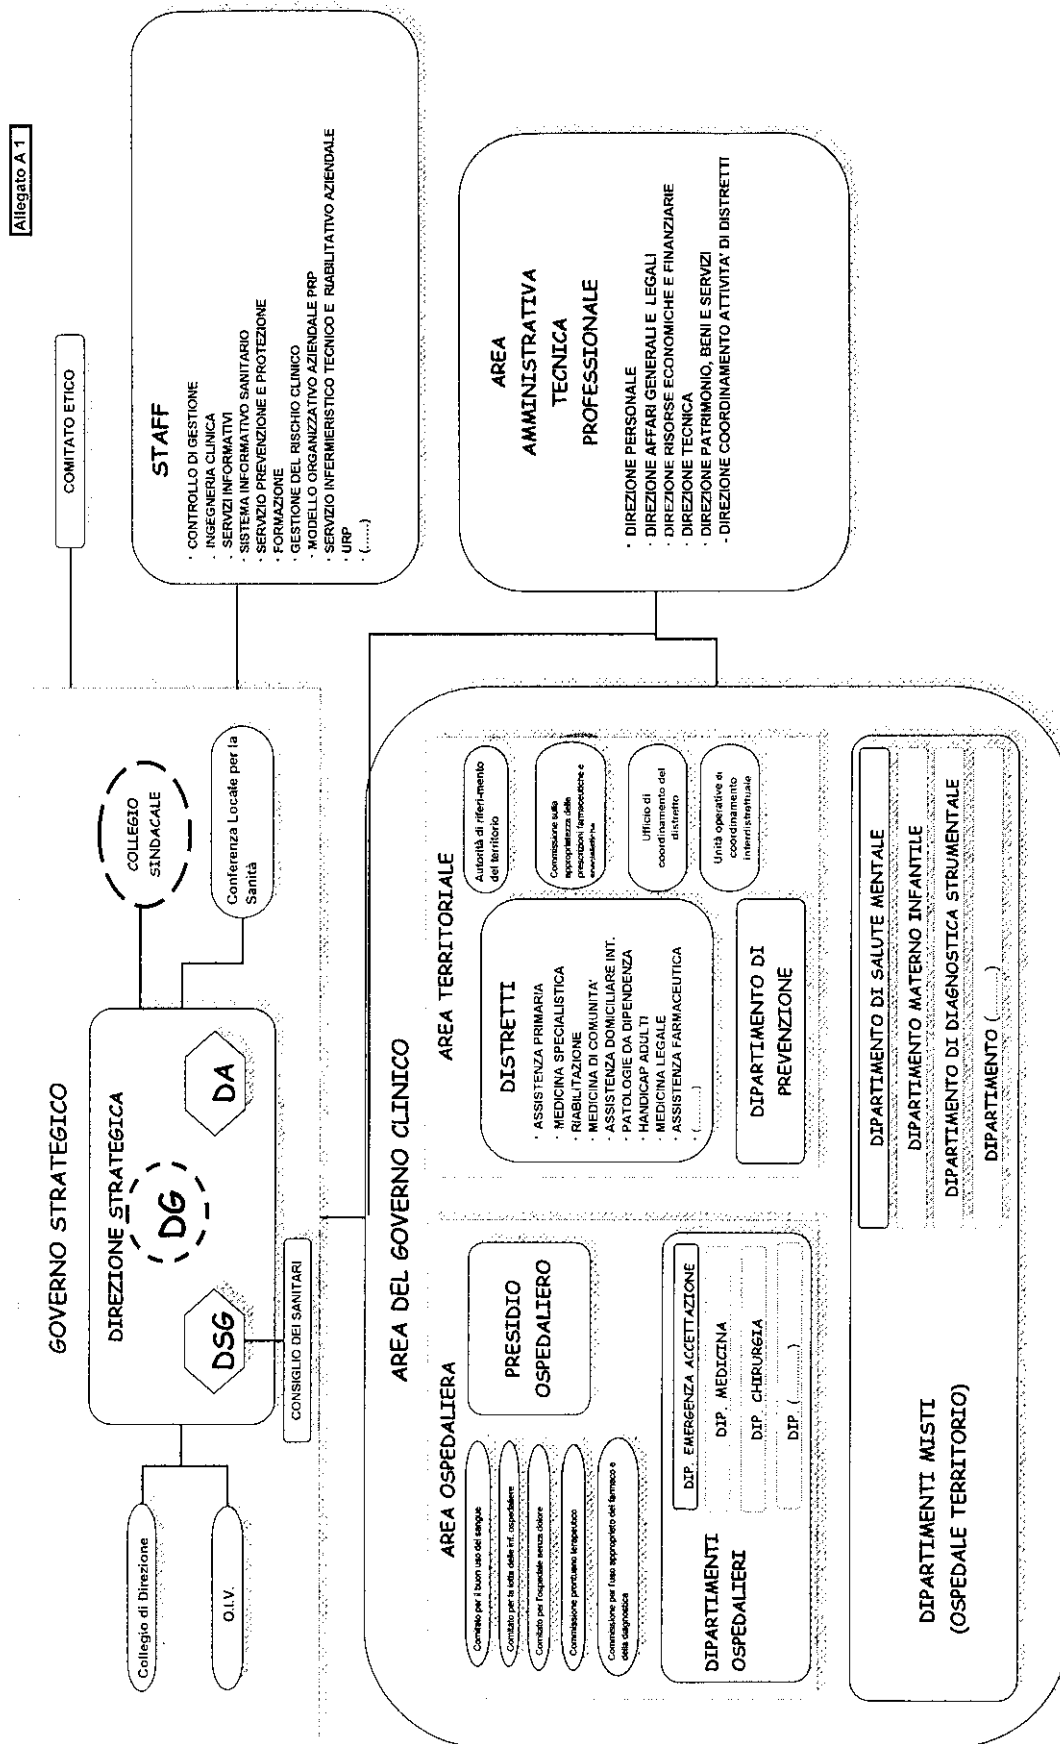 Allegato A 1
GOVERNO STRATEGICO
DIREZIONE STRATEGICA
DSG
DG
DA
CONSIGLIO DEI SANITARI
Collegio di Direzione
O.I.V.
COLLEGIO
SINDACALE
Conferenza Locale per la
Sanità
COMITATO ETICO
STAFF
· CONTROLLO DI GESTIONE
· INGEGNERIA CLINICA
· SERVIZI INFORMATIVI
· SISTEMA INFORMATIVO SANITARIO
· SERVIZIO PREVENZIONE E PROTEZIONE
· FORMAZIONE
· GESTIONE DEL RISCHIO CLINICO
· MODELLO ORGANIZZATIVO AZIENDALE PRP
· SERVIZIO INFERMIERISTICO TECNICO E RIABILITATIVO AZIENDALE
· URP
· (......)
AREA
AMMINISTRATIVA
TECNICA
PROFESSIONALE
· DIREZIONE PERSONALE
· DIREZIONE AFFARI GENERALI E LEGALI
· DIREZIONE RISORSE ECONOMICHE E FINANZIARIE
· DIREZIONE TECNICA
· DIREZIONE PATRIMONIO, BENI E SERVIZI
· DIREZIONE COORDINAMENTO ATTIVITA' DI DISTRETTI
AREA DEL GOVERNO CLINICO
AREA OSPEDALIERA
Comitato per il buon uso del sangue
Comitato per la lotta delle inf. ospedaliere
Comitato per l'ospedale senza dolore
Commissione prontuario terapeutico
Commissione per l'uso appropriato del farmaco e
della diagnostica
PRESIDIO
OSPEDALIERO
DIPARTIMENTI
OSPEDALIERI
DIP. EMERGENZA ACCETTAZIONE
DIP. MEDICINA
DIP. CHIRURGIA
DIP. (.........)
AREA TERRITORIALE
DISTRETTI
· ASSISTENZA PRIMARIA
· MEDICINA SPECIALISTICA
· RIABILITAZIONE
· MEDICINA DI COMUNITA'
· ASSISTENZA DOMICILIARE INT.
· PATOLOGIE DA DIPENDENZA
· HANDICAP ADULTI
· MEDICINA LEGALE
· ASSISTENZA FARMACEUTICA
· (......)
Autorità di riferi-mento
del territorio
Commissione sulla
appropriatezza delle
prescrizioni farmaceutiche e
specialistiche
Ufficio di
coordinamento del
distretto
Unità operative di
coordinamento
interdistrettuale
DIPARTIMENTO DI
PREVENZIONE
DIPARTIMENTI MISTI
(OSPEDALE TERRITORIO)
DIPARTIMENTO DI SALUTE MENTALE
DIPARTIMENTO MATERNO INFANTILE
DIPARTIMENTO DI DIAGNOSTICA STRUMENTALE
DIPARTIMENTO (......)